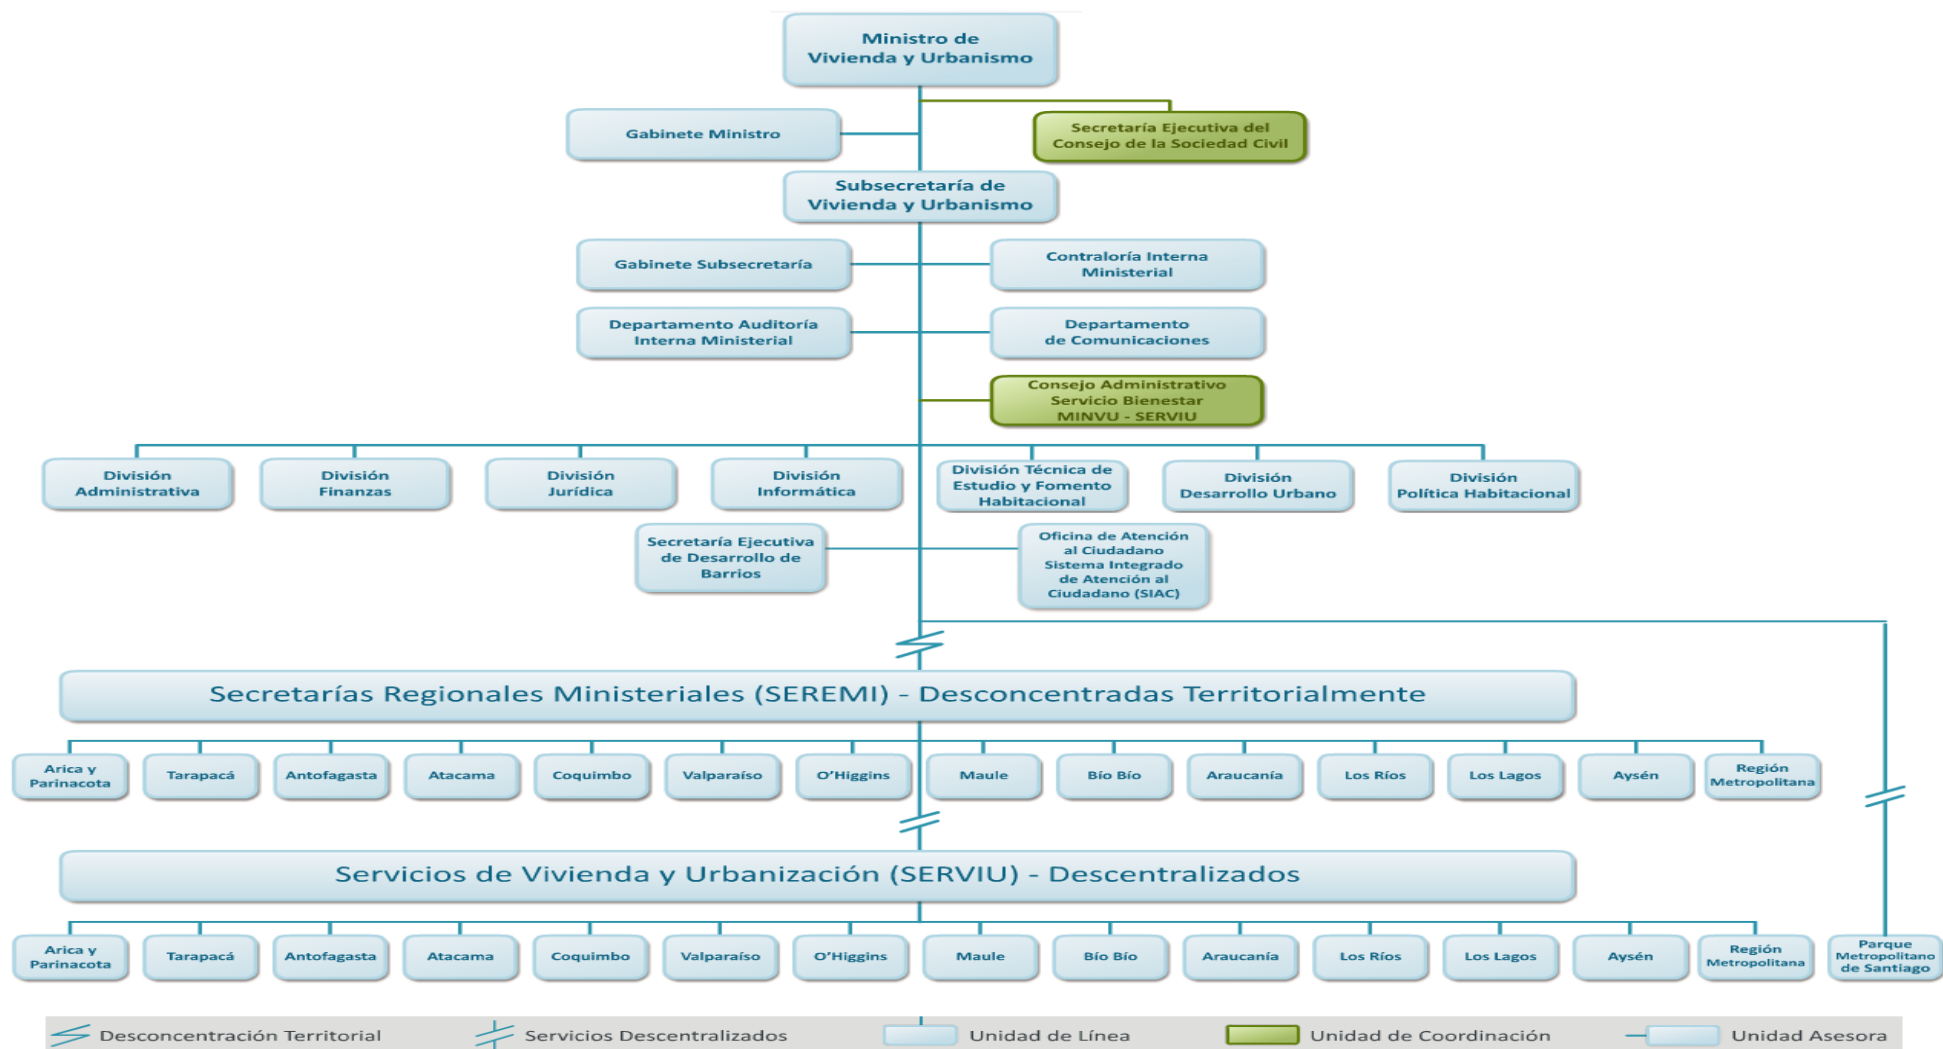 Ministro de
Vivienda y Urbanismo
Gabinete Ministro
Secretaría Ejecutiva del
Consejo de la Sociedad Civil
Subsecretaría de
Vivienda y Urbanismo
Gabinete Subsecretaría
Contraloría Interna
Ministerial
Departamento Auditoría
Interna Ministerial
Departamento
de Comunicaciones
Consejo Administrativo
Servicio Bienestar
MINVU - SERVIU
División
Administrativa
División
Finanzas
División
Jurídica
División
Informática
División Técnica de
Estudio y Fomento
Habitacional
División
Desarrollo Urbano
División
Política Habitacional
Secretaría Ejecutiva
de Desarrollo de
Barrios
Oficina de Atención
al Ciudadano
Sistema Integrado
de Atención al
Ciudadano (SIAC)
Secretarías Regionales Ministeriales (SEREMI) - Desconcentradas Territorialmente
Arica y
Parinacota
Tarapacá
Antofagasta
Atacama
Coquimbo
Valparaíso
O'Higgins
Maule
Bío Bío
Araucanía
Los Ríos
Los Lagos
Aysén
Región
Metropolitana
Servicios de Vivienda y Urbanización (SERVIU) - Descentralizados
Arica y
Parinacota
Tarapacá
Antofagasta
Atacama
Coquimbo
Valparaíso
O'Higgins
Maule
Bío Bío
Araucanía
Los Ríos
Los Lagos
Aysén
Región
Metropolitana
Parque
Metropolitano
de Santiago
Desconcentración Territorial
Servicios Descentralizados
Unidad de Línea
Unidad de Coordinación
Unidad Asesora